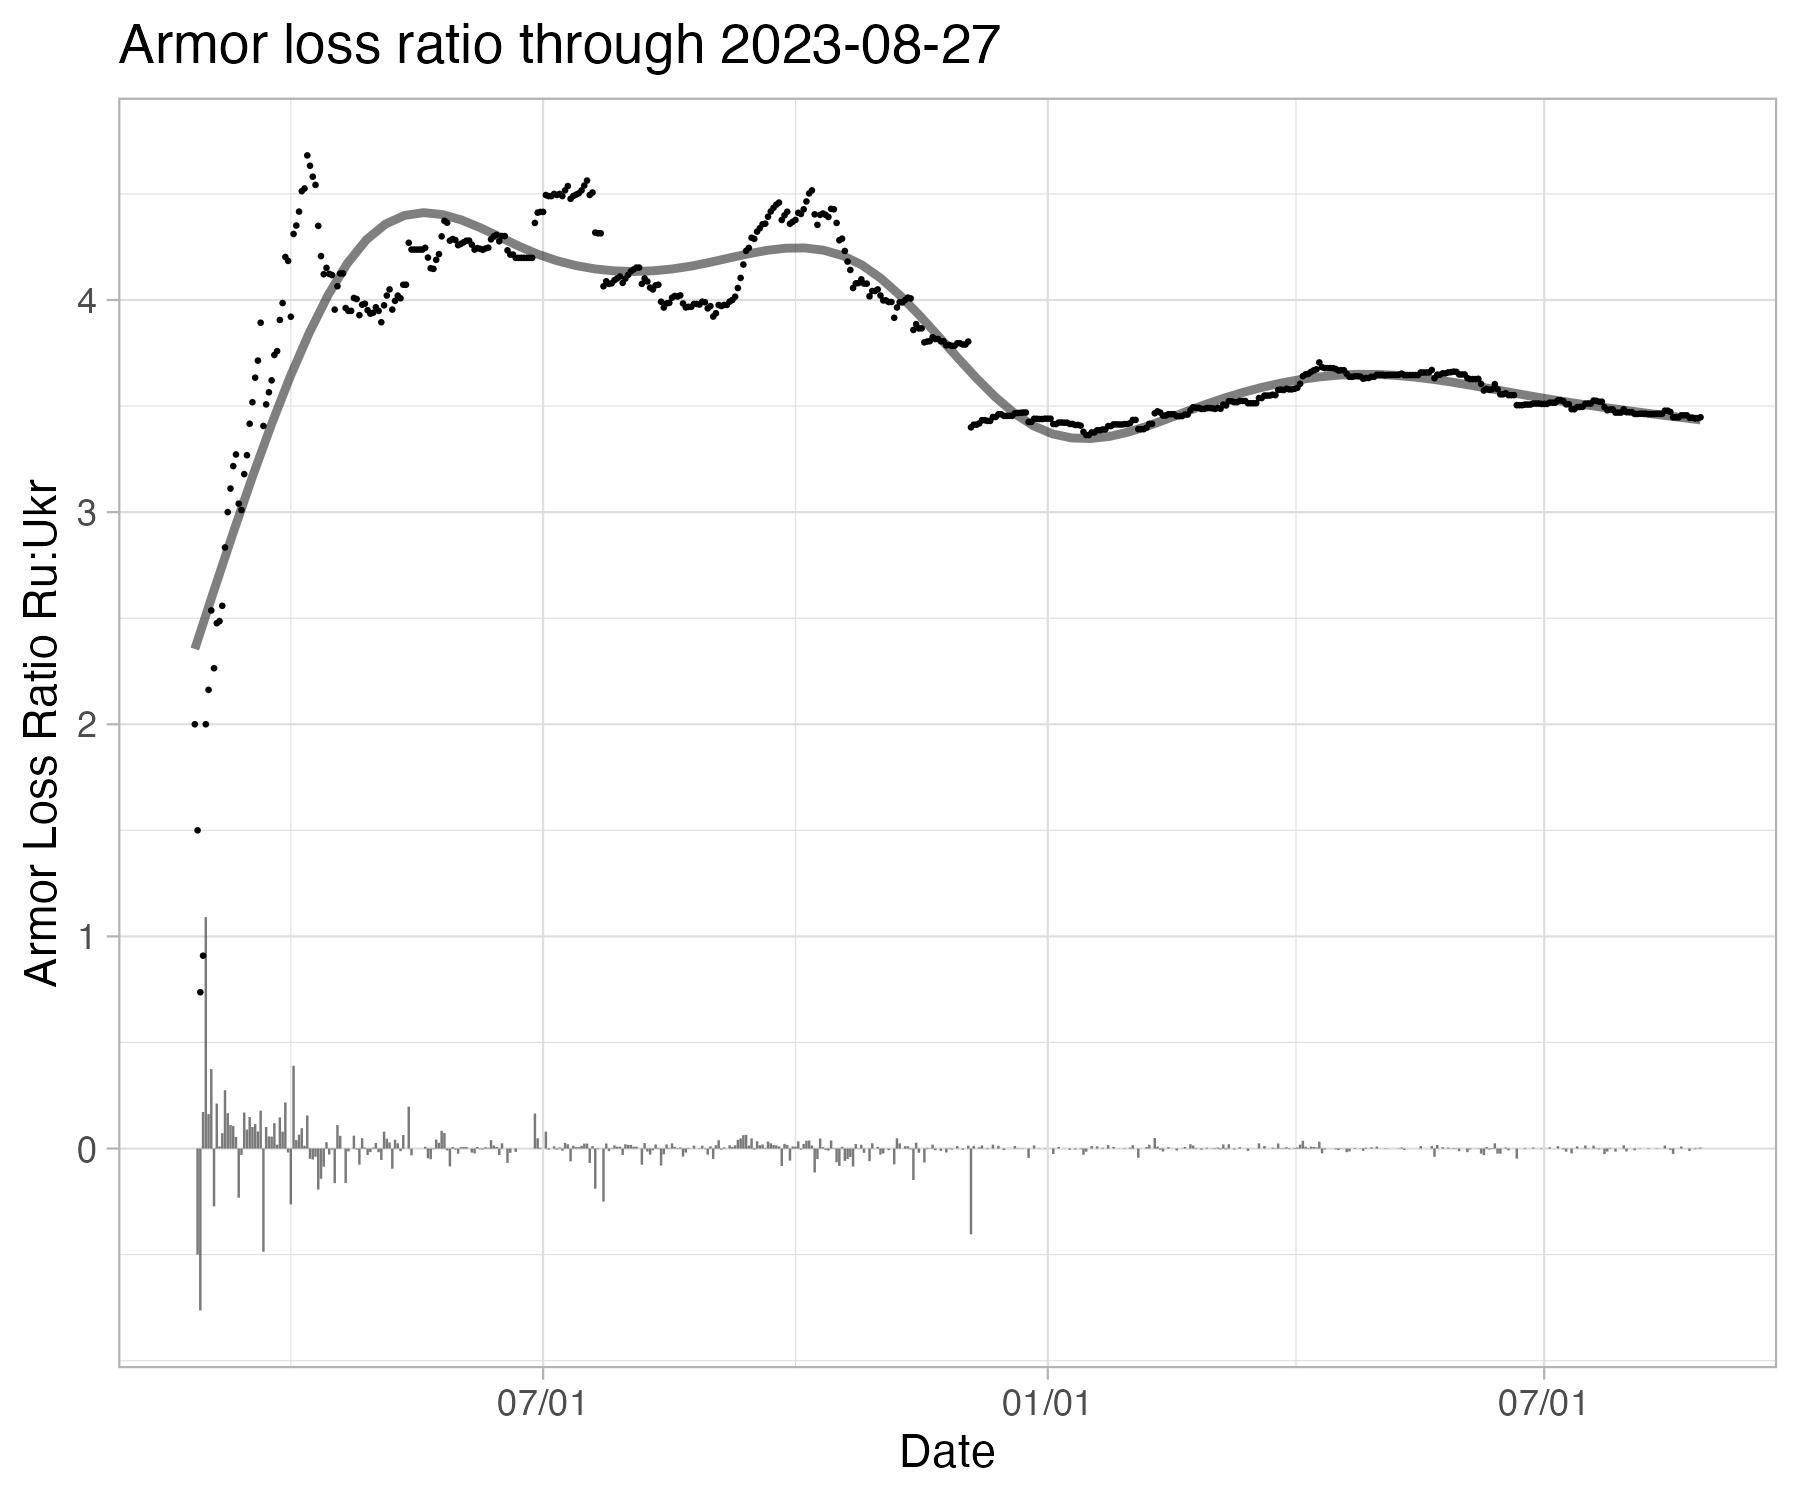 Armor loss ratio through 2023-08-27
Armor Loss Ratio Ru:Ukr
4
3
2
1
0
07/01
01/01
07/01
Date